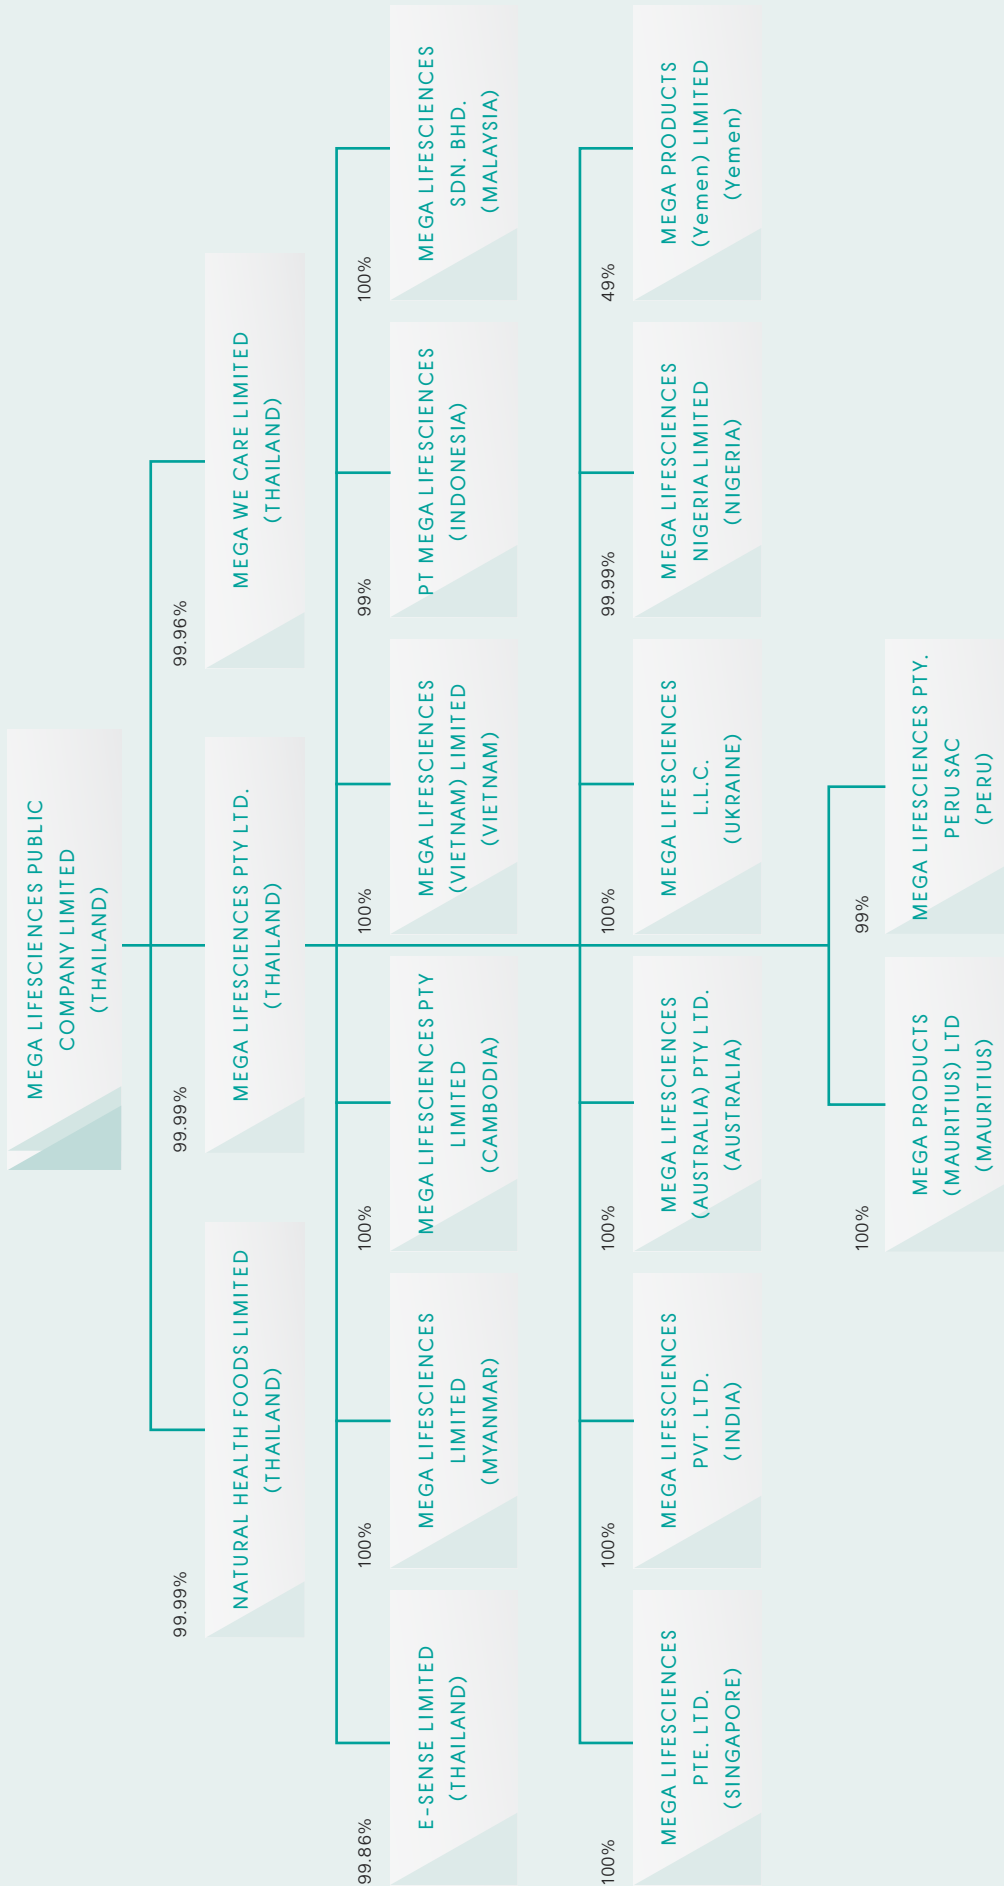 MEGA LIFESCIENCES PUBLIC
COMPANY LIMITED
(THAILAND)
99.99%
NATURAL HEALTH FOODS LIMITED
(THAILAND)
99.99%
MEGA LIFESCIENCES PTY LTD.
(THAILAND)
99.96%
MEGA WE CARE LIMITED
(THAILAND)
99.86%
E-SENSE LIMITED
(THAILAND)
100%
MEGA LIFESCIENCES
LIMITED
(MYANMAR)
100%
MEGA LIFESCIENCES PTY
LIMITED
(CAMBODIA)
100%
MEGA LIFESCIENCES
(VIETNAM) LIMITED
(VIETNAM)
99%
PT MEGA LIFESCIENCES
(INDONESIA)
100%
MEGA LIFESCIENCES
SDN. BHD.
(MALAYSIA)
100%
MEGA LIFESCIENCES
PTE. LTD.
(SINGAPORE)
100%
MEGA LIFESCIENCES
PVT. LTD.
(INDIA)
100%
MEGA LIFESCIENCES
(AUSTRALIA) PTY LTD.
(AUSTRALIA)
100%
MEGA LIFESCIENCES
L.L.C.
(UKRAINE)
99.99%
MEGA LIFESCIENCES
NIGERIA LIMITED
(NIGERIA)
49%
MEGA PRODUCTS
(Yemen) LIMITED
(Yemen)
100%
MEGA PRODUCTS
(MAURITIUS) LTD
(MAURITIUS)
99%
MEGA LIFESCIENCES PTY.
PERU SAC
(PERU)